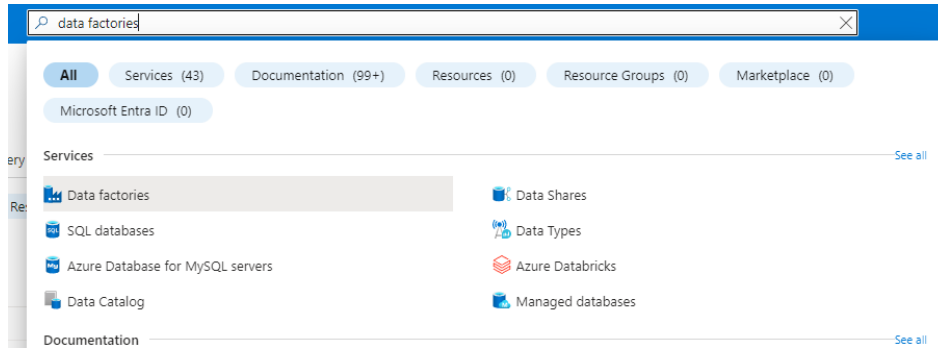 data factories
All Services (43) Documentation (99+) Resources (0) Resource Groups (0) Marketplace (0)
Microsoft Entra ID (0)
ery
Services See all
Res
Data factories Data Shares
SQL databases Data Types
Azure Database for MySQL servers Azure Databricks
Data Catalog Managed databases
Documentation See all